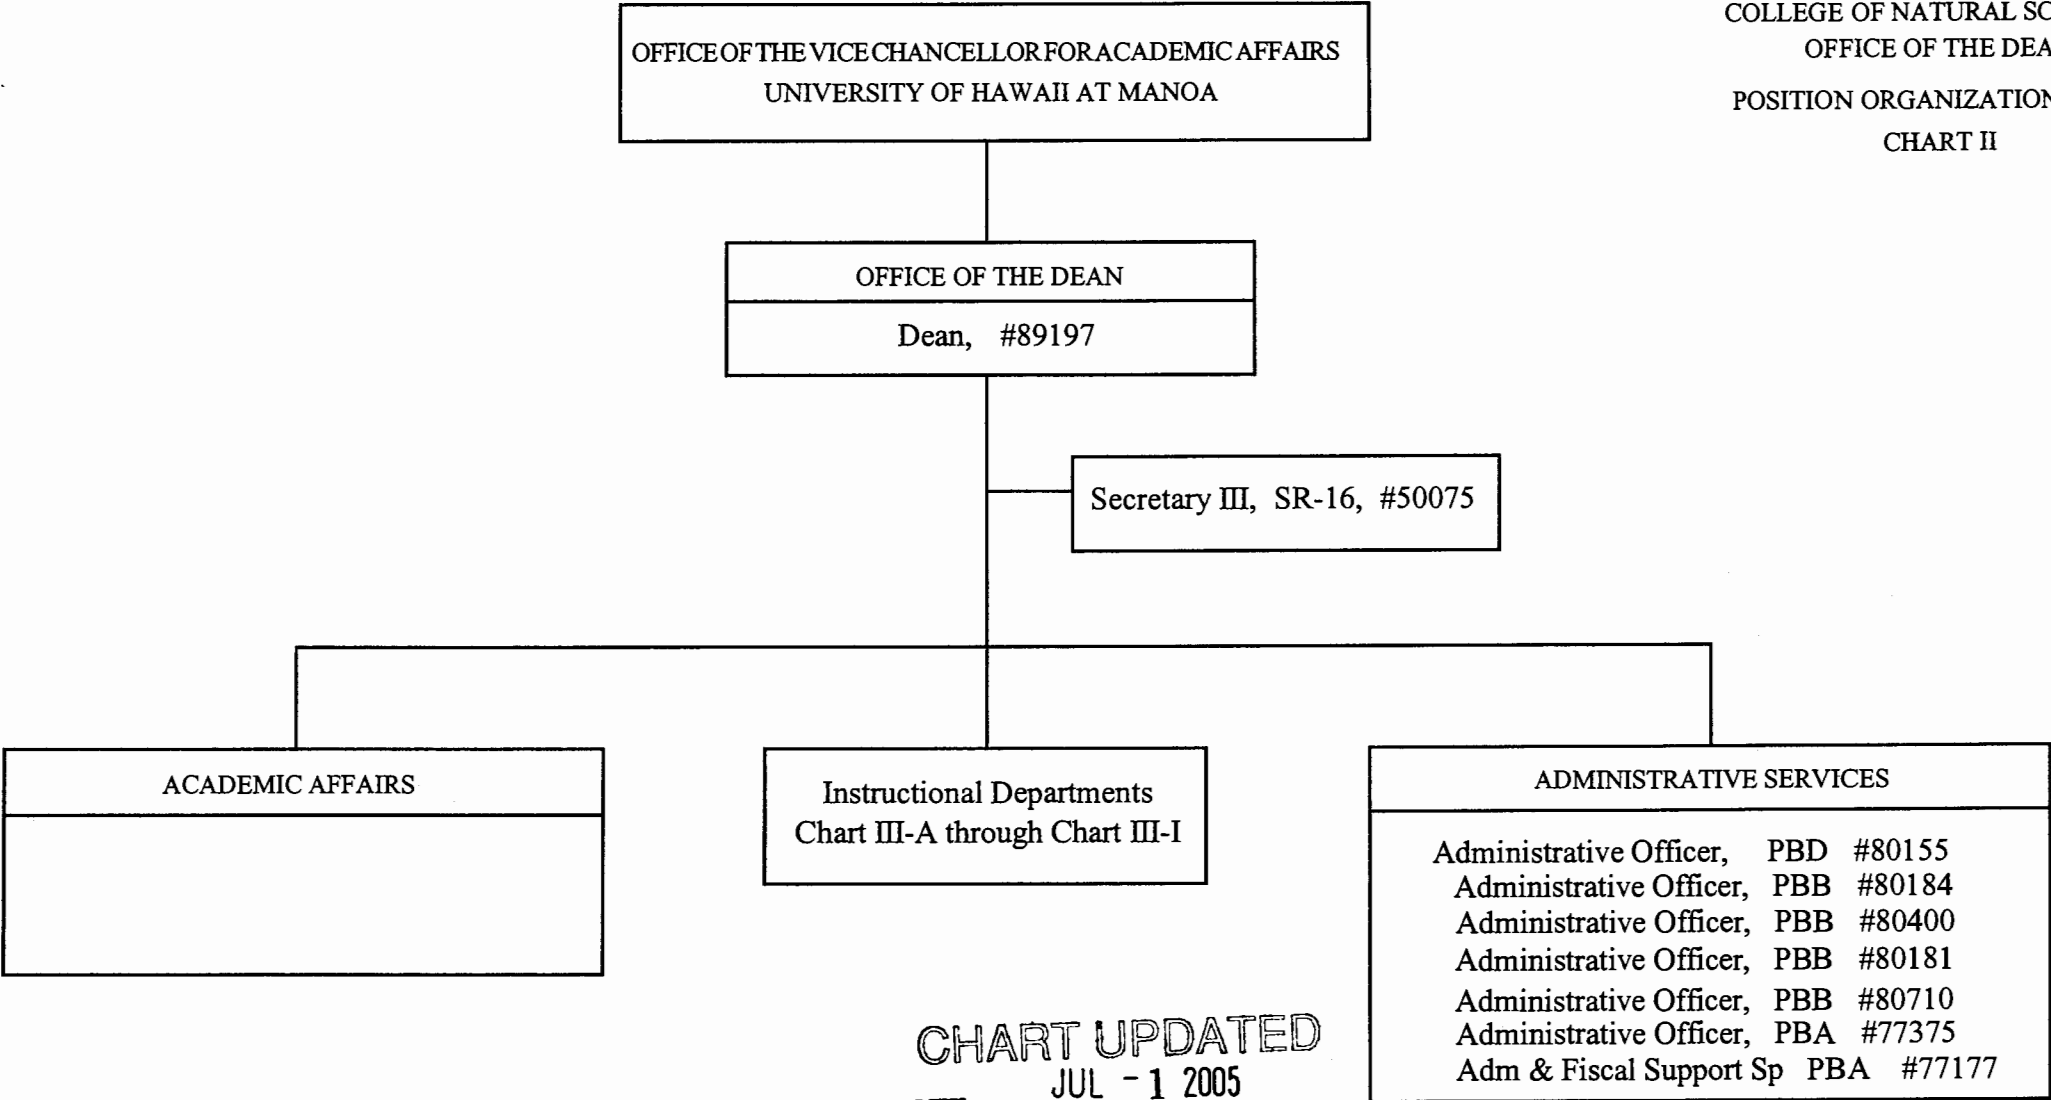 COLLEGE OF NATURAL
OFFICE OF THE
POSITION
CHART II
OFFICE OF THE VICE CHANCELLOR FOR ACADEMIC AFFAIRS
UNIVERSITY OF HAWAII AT MANOA
OFFICE OF THE DEAN
Dean, #89197
Secretary III, SR-16, #50075
ACADEMIC AFFAIRS
Instructional Departments
Chart III-A through Chart III-I
ADMINISTRATIVE SERVICES
Administrative Officer, PBD #80155
Administrative Officer, PBB #80184
Administrative Officer, PBB #80400
Administrative Officer, PBB #80181
Administrative Officer, PBB #80710
Administrative Officer, PBA #77375
Adm & Fiscal Support Sp PBA #77177
CHART UPDATED
JUL - 1 2005